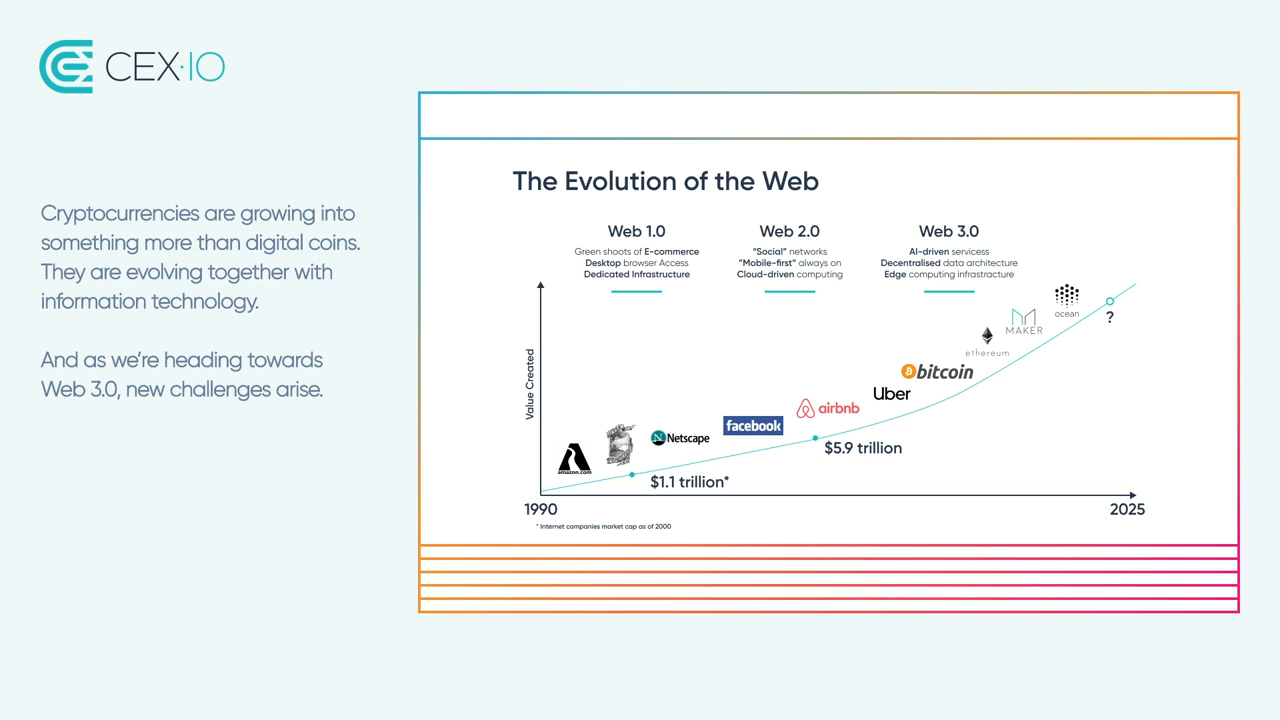 CEX·IO
Cryptocurrencies are growing into
something more than digital coins.
They are evolving together with
information technology.
And as we're heading towards
Web 3.0, new challenges arise.
The Evolution of the Web
Web 1.0
Green shoots of E-commerce
Desktop browser Access
Dedicated Infrastructure
Web 2.0
“Social” networks
“Mobile-first” always on
Cloud-driven computing
Web 3.0
AI-driven servicess
Decentralised data architecture
Edge computing infrastracture
Value Created
amazon.com
N Netscape
facebook
airbnb
Uber
bitcoin
ethereum
MAKER
ocean
?
$1.1 trillion*
$5.9 trillion
1990
2025
* Internet companies market cap as of 2000